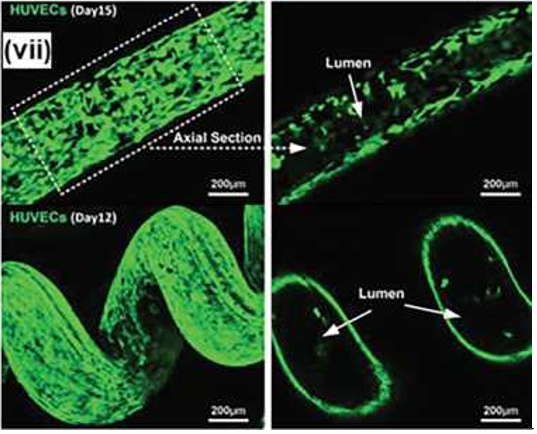 HUVECs (Day15)
(vii)
Lumen
Axial Section
200μm
200μm
HUVECs (Day12)
Lumen
200μm
200μm